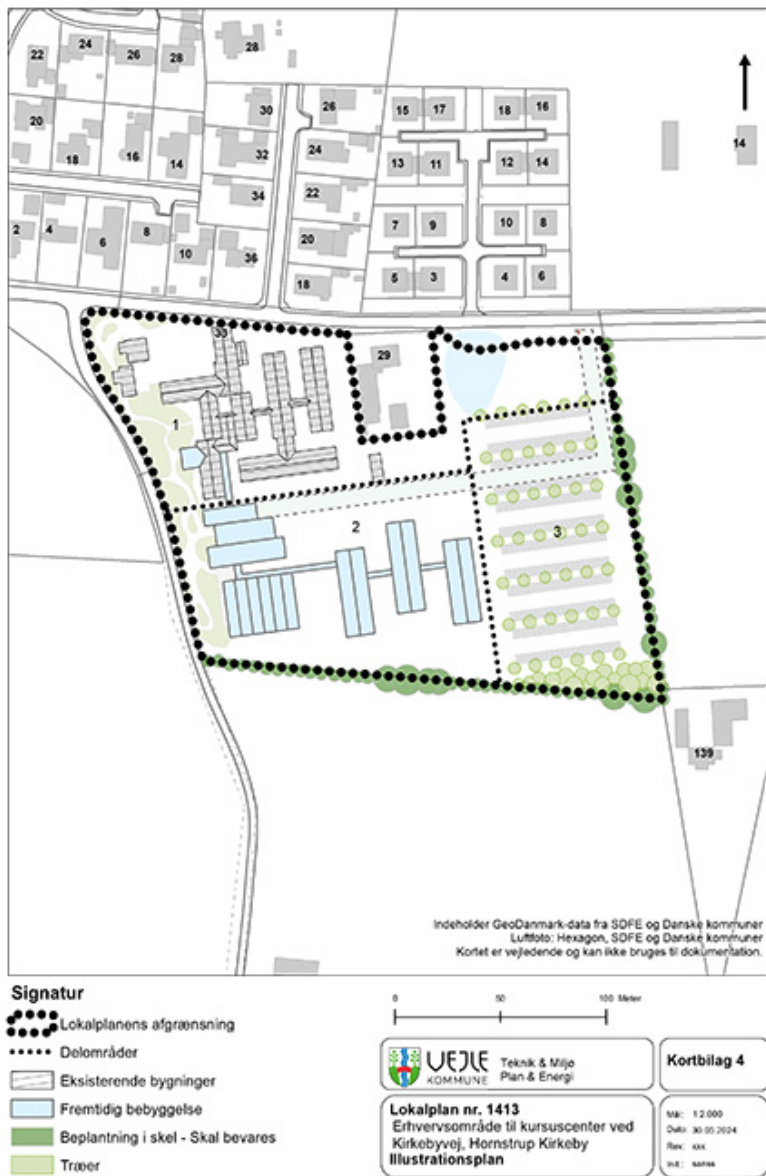 28
24
22
26
28
30
26
15
17
18
16
20
18
16
14
32
24
13
11
12
14
14
34
22
2
4
6
8
10
36
20
7
9
10
8
18
5
3
4
6
29
1
2
3
139
Indeholder GeoDanmark-data fra SDFE og Danske kommuner
Luftfoto: Hexagon, SDFE og Danske kommuner
Kortet er vejledende og kan ikke bruges til dokumentation.
Signatur
Lokalplanens afgrænsning
Delområder
Eksisterende bygninger
Fremtidig bebyggelse
Beplantning i skel - Skal bevares
Træer
0 50 100 Meter
VEJLE
KOMMUNE
Teknik & Miljø
Plan & Energi
Kortbilag 4
Lokalplan nr. 1413
Erhvervsområde til kursuscenter ved
Kirkebyvej, Hornstrup Kirkeby
Illustrationsplan
Mål: 1:2.000
Dato: 30.05.2024
Rev.: xxx
Init.: